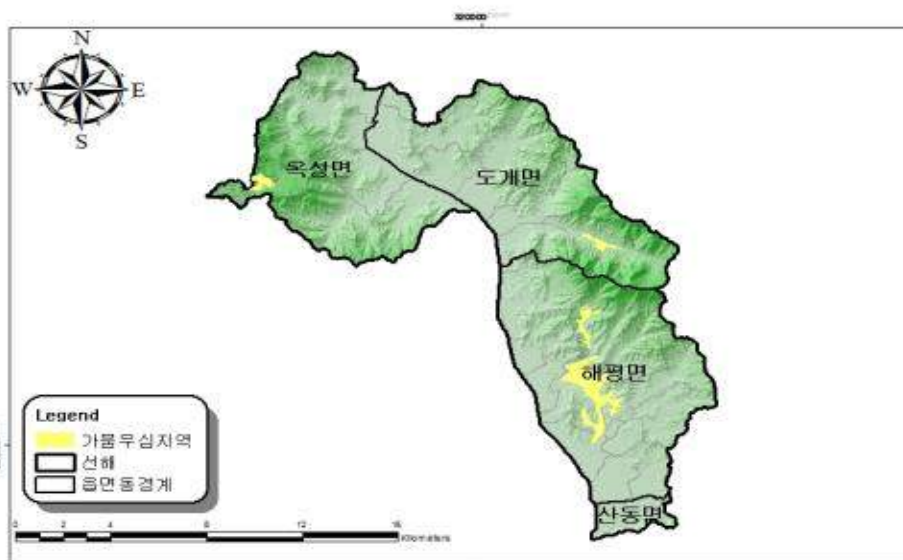 N
W
E
S
옥성면
도개면
해평면
산동면
Legend
가뭄우심지역
선해
읍면동경계
0 2 4 8 12 16
Kilometers